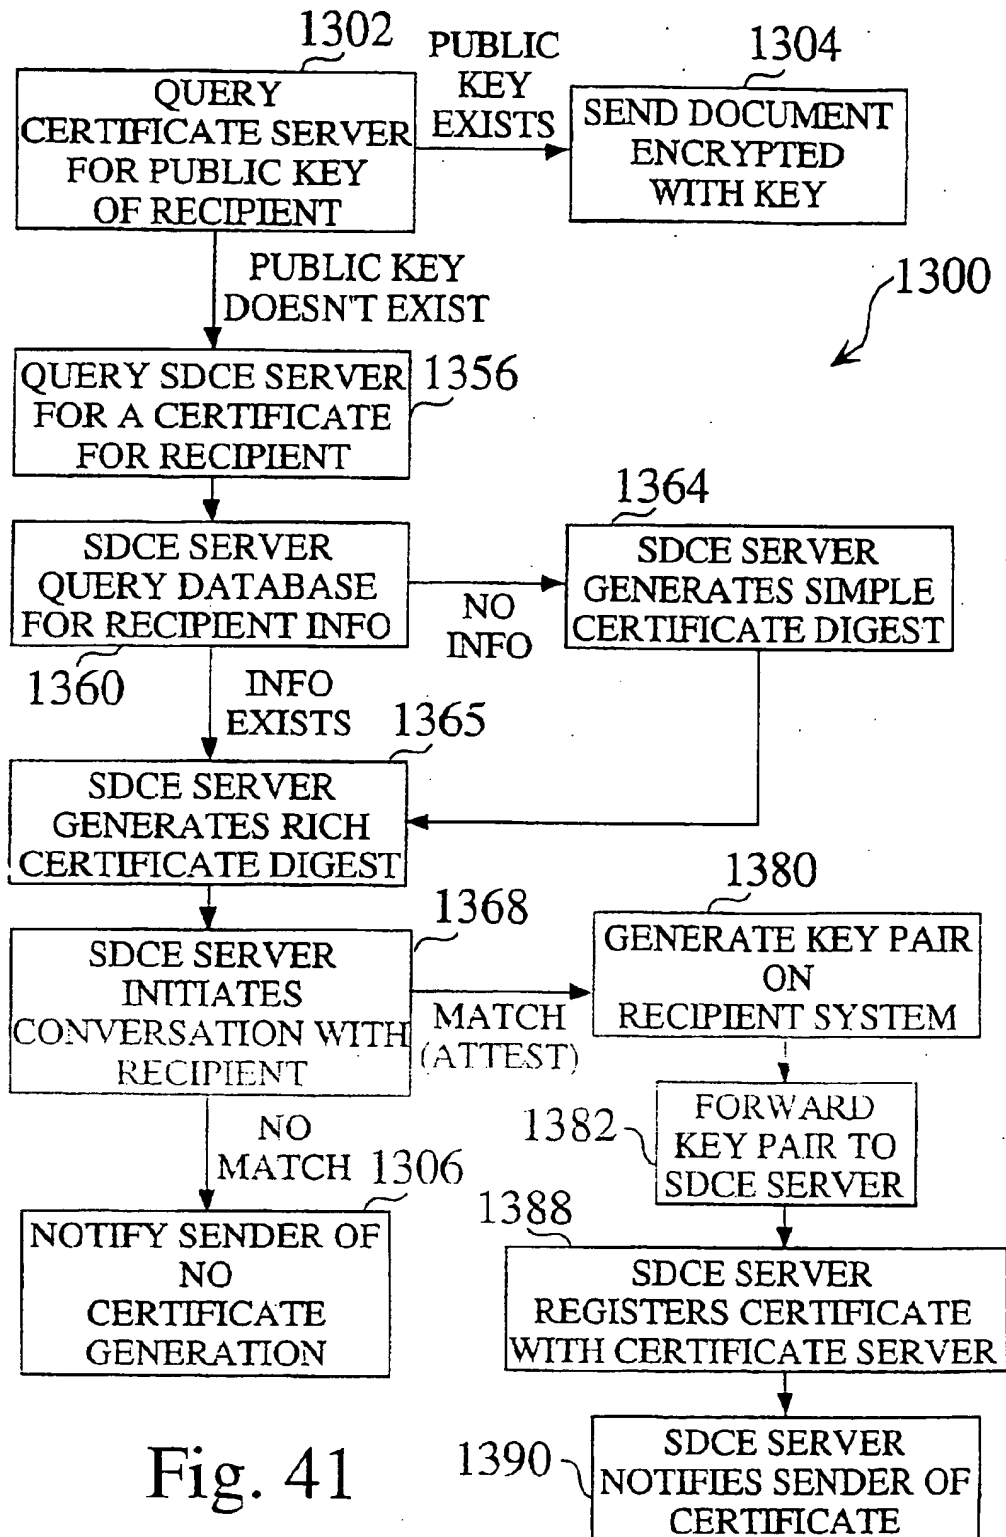 1302
QUERY
CERTIFICATE SERVER
FOR PUBLIC KEY
OF RECIPIENT
PUBLIC
KEY
EXISTS
1304
SEND DOCUMENT
ENCRYPTED
WITH KEY
PUBLIC KEY
DOESN'T EXIST
1300
QUERY SDCE SERVER
FOR A CERTIFICATE
FOR RECIPIENT
1356
SDCE SERVER
QUERY DATABASE
FOR RECIPIENT INFO
1360
NO
INFO
1364
SDCE SERVER
GENERATES SIMPLE
CERTIFICATE DIGEST
INFO
EXISTS
1365
SDCE SERVER
GENERATES RICH
CERTIFICATE DIGEST
1368
SDCE SERVER
INITIATES
CONVERSATION WITH
RECIPIENT
MATCH
(ATTEST)
1380
GENERATE KEY PAIR
ON
RECIPIENT SYSTEM
1382
FORWARD
KEY PAIR TO
SDCE SERVER
NO
MATCH
1306
NOTIFY SENDER OF
NO
CERTIFICATE
GENERATION
1388
SDCE SERVER
REGISTERS CERTIFICATE
WITH CERTIFICATE SERVER
1390
SDCE SERVER
NOTIFIES SENDER OF
CERTIFICATE
Fig. 41